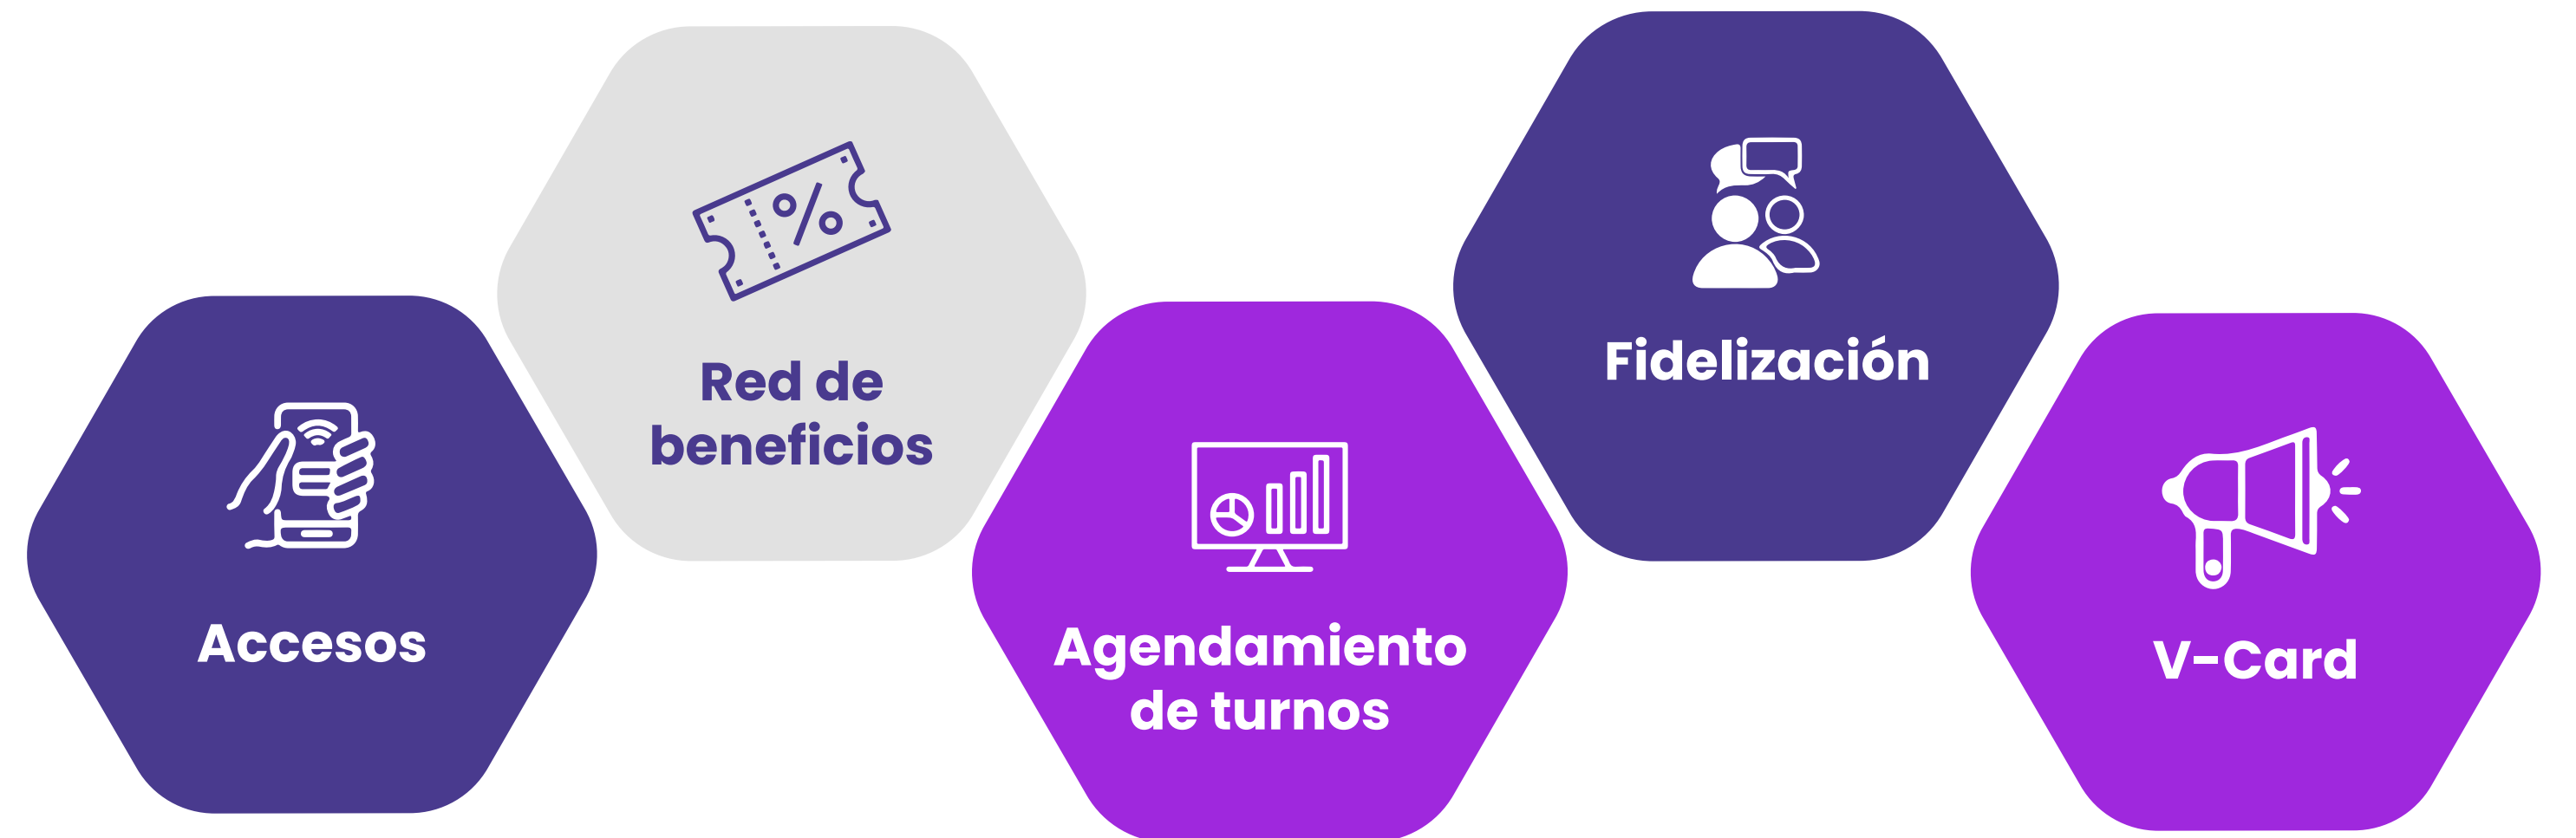 Accesos
Red de
beneficios
Agendamiento
de turnos
Fidelización
V-Card